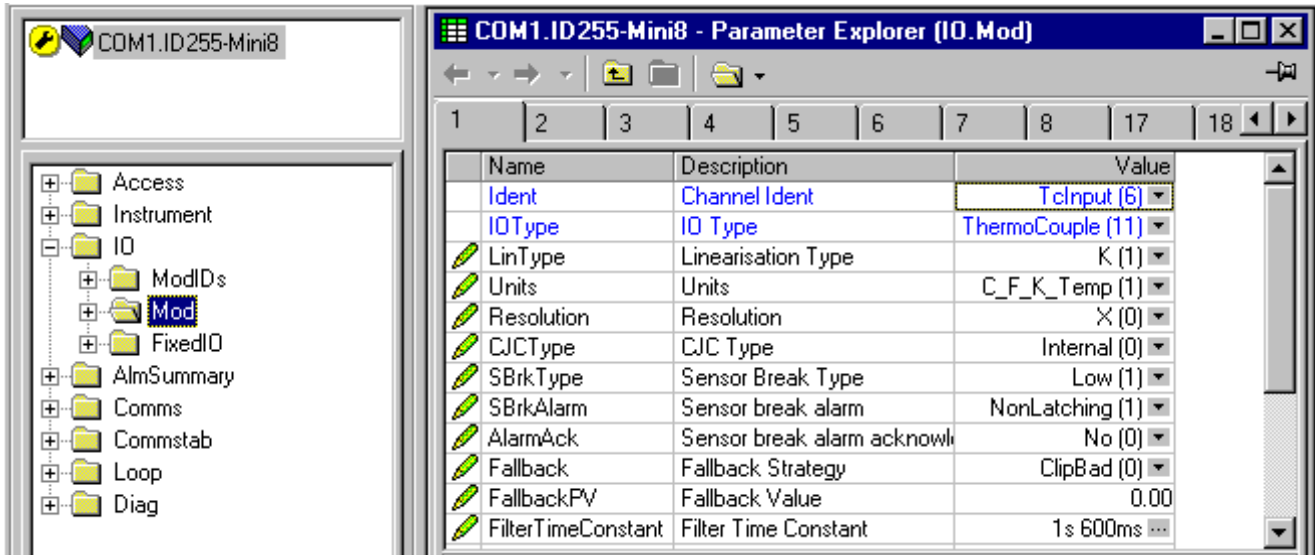 COM1.ID255-Mini8
Access
Instrument
IO
ModIDs
Mod
FixedIO
AlmSummary
Comms
Commstab
Loop
Diag
COM1.ID255-Mini8 - Parameter Explorer (IO.Mod)
1 2 3 4 5 6 7 8 17 18
Name Description Value
Ident Channel Ident TcInput (6)
IOType IO Type ThermoCouple (11)
LinType Linearisation Type K (1)
Units Units C_F_K_Temp (1)
Resolution Resolution X (0)
CJCType CJC Type Internal (0)
SBrkType Sensor Break Type Low (1)
SBrkAlarm Sensor break alarm NonLatching (1)
AlarmAck Sensor break alarm acknowl No (0)
Fallback Fallback Strategy ClipBad (0)
FallbackPV Fallback Value 0.00
FilterTimeConstant Filter Time Constant 1s 600ms ...